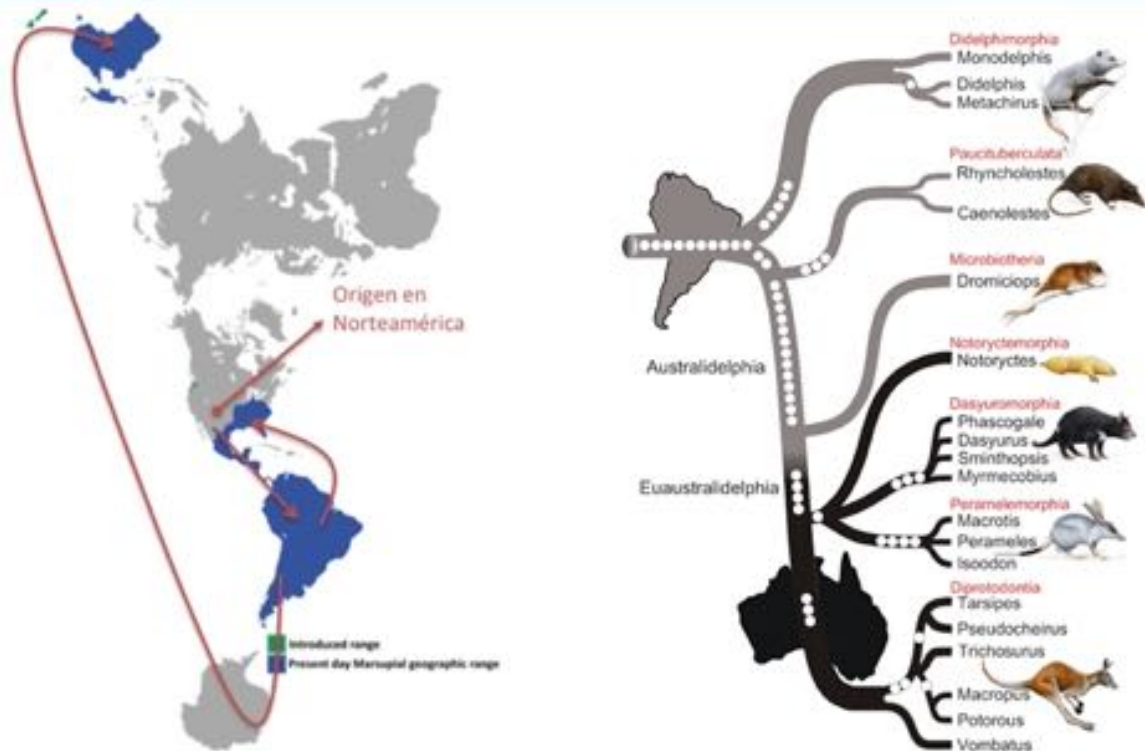 Origen en
Norteamérica
Introduced range
Present day Marsupial geographic range
Didelphimorphia
Monodelphis
Didelphis
Metachirus
Paucituberculata
Rhyncholestes
Caenolestes
Microbiotheria
Dromiciops
Australidelphia
Notoryctemorphia
Notoryctes
Dasyuromorphia
Phascogale
Dasyurus
Sminthopsis
Myrmecobius
Euaustralidelphia
Peramelemorphia
Macrotis
Perameles
Isoodon
Diprotodontia
Tarsipes
Pseudocheirus
Trichosurus
Macropus
Potorous
Vombatus